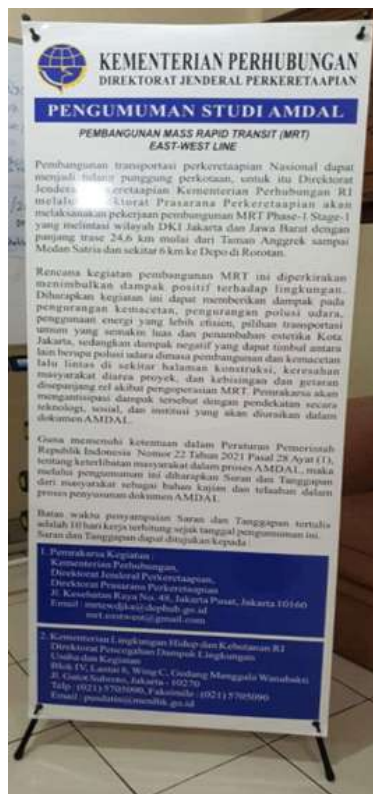 KEMENTERIAN PERHUBUNGAN
DIREKTORAT JENDERAL PERKERETAAPIAN
PENGUMUMAN STUDI AMDAL
PEMBANGUNAN MASS RAPID TRANSIT (MRT)
EAST-WEST LINE
Pembangunan transportasi perkeretaapian Nasional dapat
menjadi tulang punggung perkotaan, untuk itu Direktorat
Jenderal Perkeretaapian Kementerian Perhubungan RI
melalui Direktorat Prasarana Perkeretaapian akan
melaksanakan pekerjaan pembangunan MRT Phase-1 Stage-1
yang melintasi wilayah DKI Jakarta dan Jawa Barat dengan
panjang trase 24,6 km mulai dari Taman Anggrek sampai
Medan Satria dan sekitar 6 km ke Depo di Rorotan.
Rencana kegiatan pembangunan MRT ini diperkirakan
menimbulkan dampak positif terhadap lingkungan.
Diharapkan kegiatan ini dapat memberikan dampak pada
pengurangan kemacetan, pengurangan polusi udara,
penggunaan energi yang lebih efisien, pilihan transportasi
umum yang semakin luas dan penambahan estetika Kota
Jakarta, sedangkan dampak negatif yang dapat timbul antara
lain berupa polusi udara dimasa pembangunan dan kemacetan
lalu lintas di sekitar halaman konstruksi, keresahan
masyarakat diarea proyek, dan kebisingan dan getaran
disepanjang rel akibat pengoperasian MRT. Pemrakarsa akan
mengantisipasi dampak tersebut dengan pendekatan secara
teknologi, sosial, dan institusi yang akan diuraikan dalam
dokumen AMDAL.
Guna memenuhi ketentuan dalam Peraturan Pemerintah
Republik Indonesia Nomor 22 Tahun 2021 Pasal 28 Ayat (1),
tentang keterlibatan masyarakat dalam proses AMDAL, maka
melalui pengumuman ini diharapkan Saran dan Tanggapan
dari masyarakat sebagai bahan kajian dan telaahan dalam
proses penyusunan dokumen AMDAL.
Batas waktu penyampaian Saran dan Tanggapan tertulis
adalah 10 hari kerja terhitung sejak tanggal pengumuman ini.
Saran dan Tanggapan dapat ditujukan kepada :
1. Pemrakarsa Kegiatan :
Kementerian Perhubungan,
Direktorat Jenderal Perkeretaapian,
Direktorat Prasarana Perkeretaapian
Jl. Kesehatan Raya No. 48, Jakarta Pusat, Jakarta 10160
Email :
2. Kementerian Lingkungan Hidup dan Kehutanan RI
Direktorat Pencegahan Dampak Lingkungan
Usaha dan Kegiatan
Blok IV, Lantai 6, Wing C, Gedung Manggala Wanabakti
Jl. Gatot Subroto, Jakarta - 10270
Telp : (021) 5705090, Faksimile : (021) 5705090
Email :